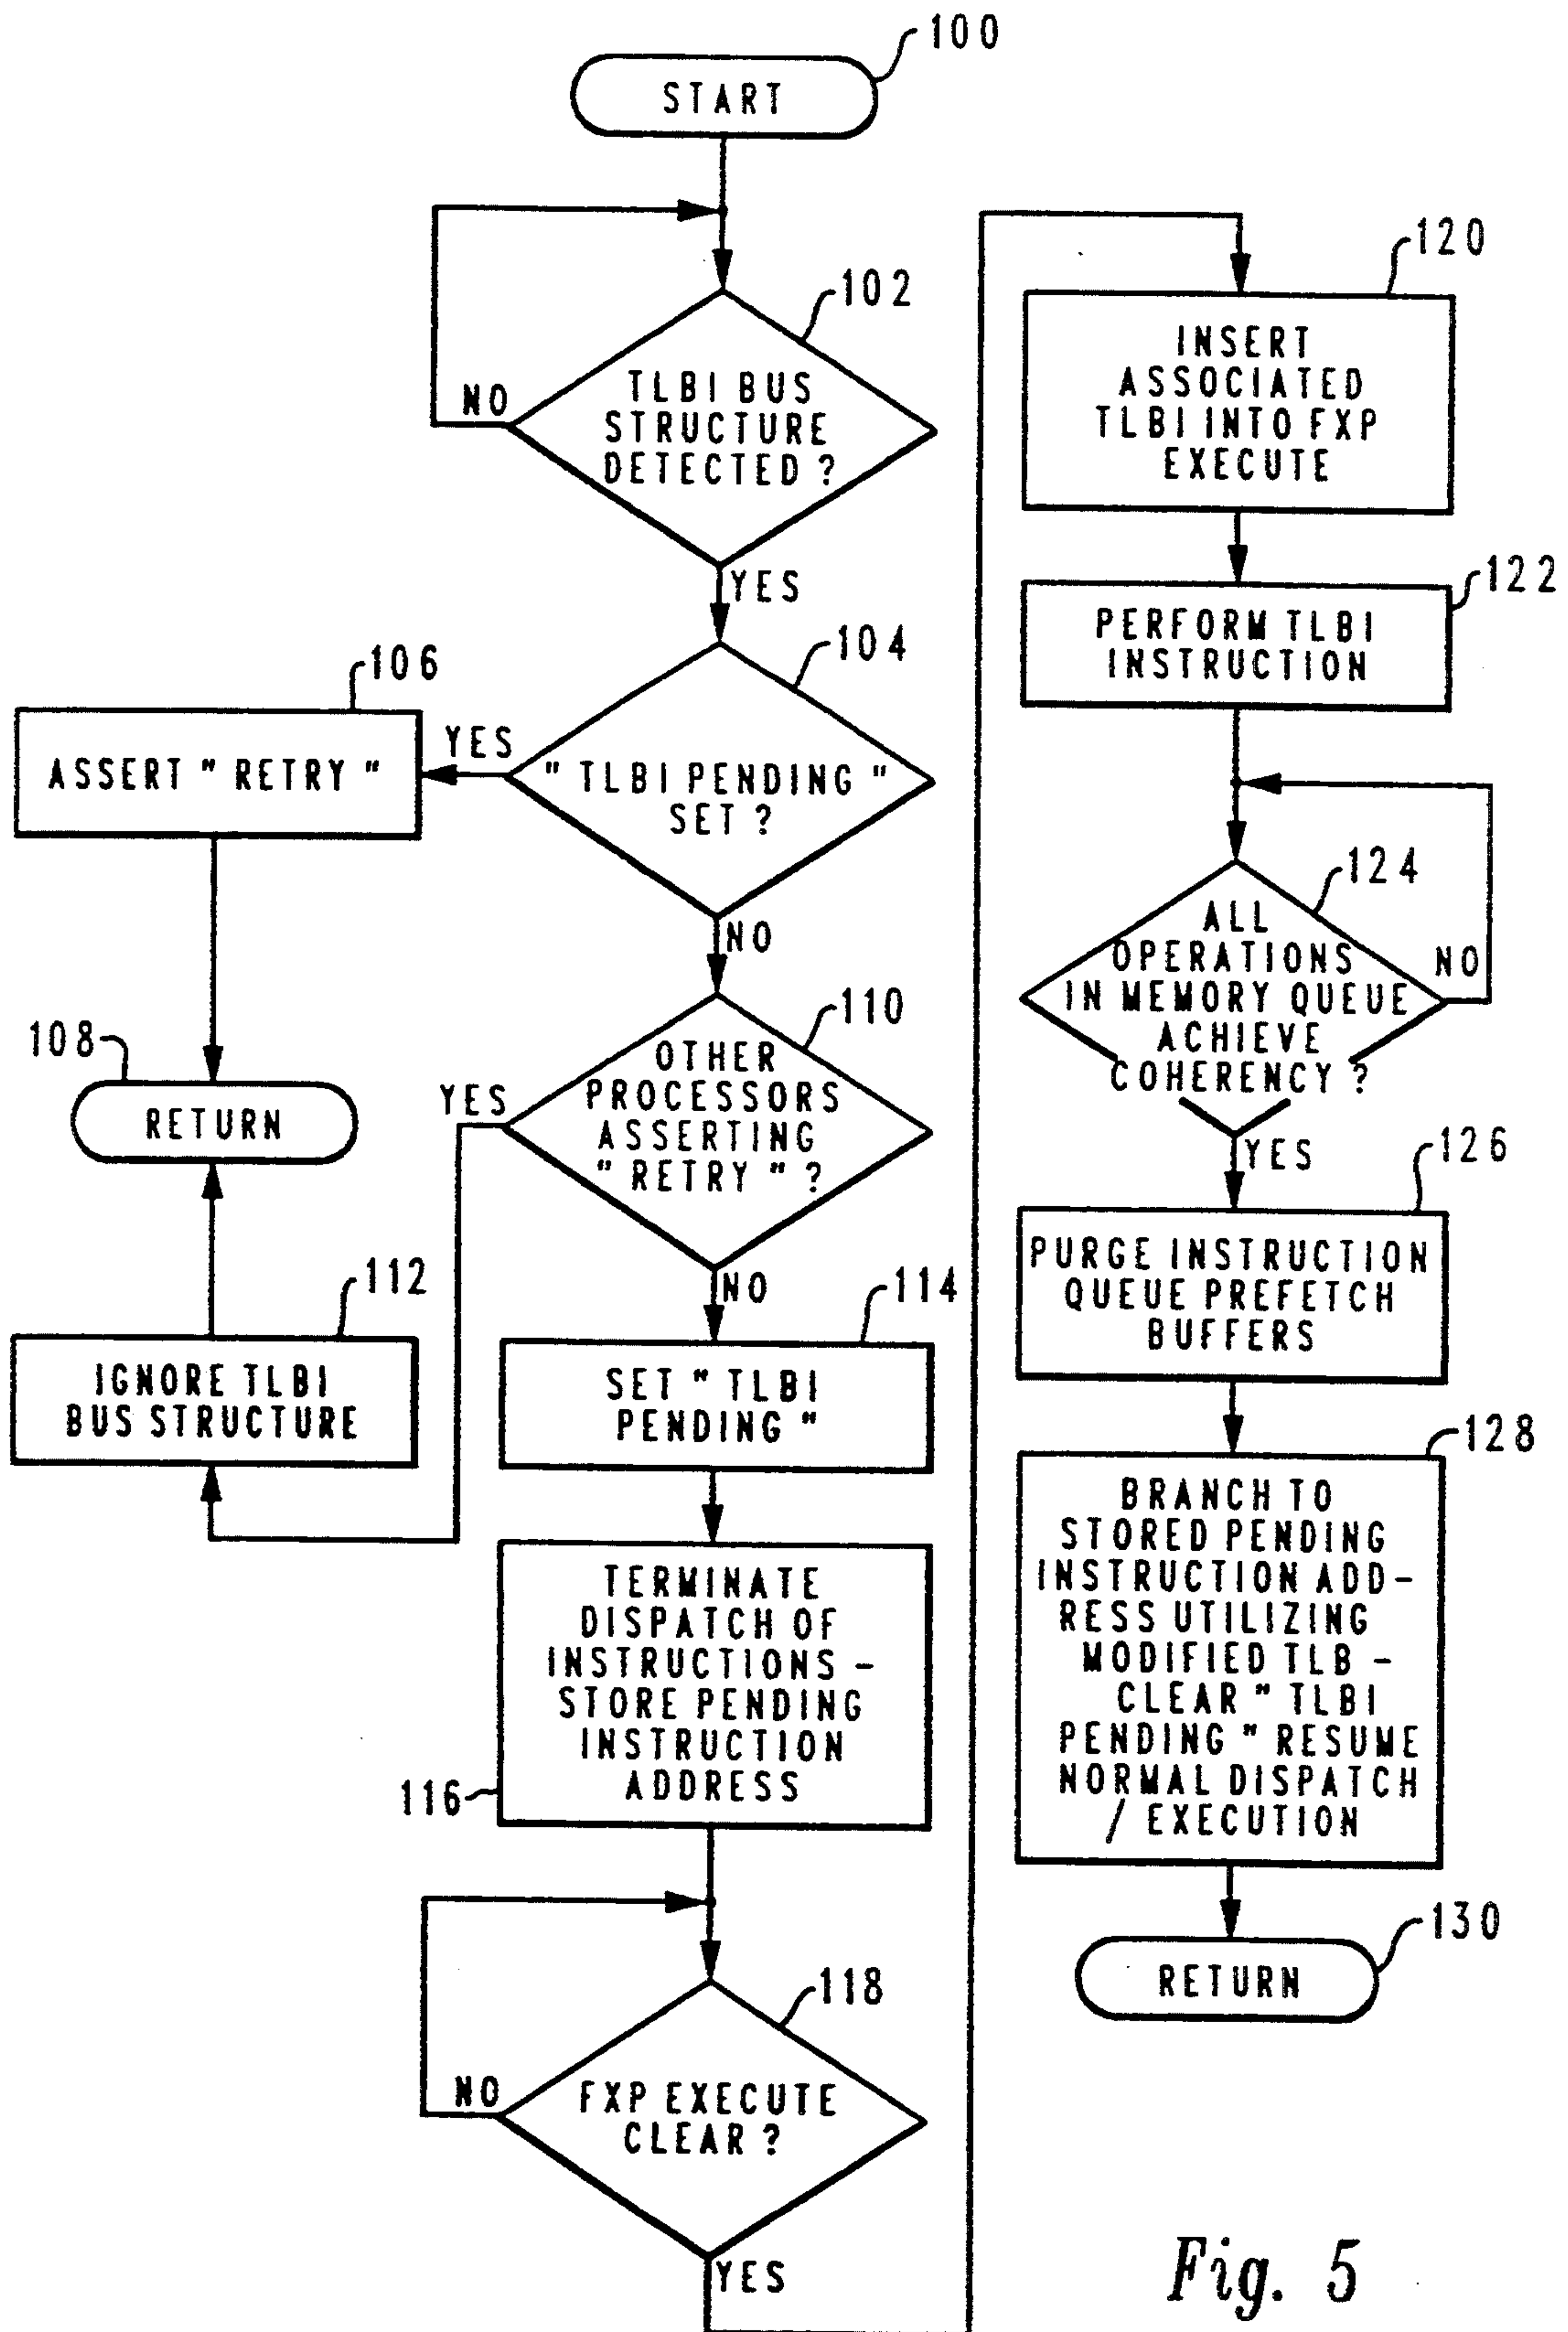 100
START
102
TLBI BUS
STRUCTURE
DETECTED ?
NO
YES
104
" TLBI PENDING "
SET ?
YES
NO
106
ASSERT " RETRY "
108
RETURN
110
OTHER
PROCESSORS
ASSERTING
" RETRY " ?
YES
NO
112
IGNORE TLBI
BUS STRUCTURE
114
SET " TLBI
PENDING "
TERMINATE
DISPATCH OF
INSTRUCTIONS -
STORE PENDING
INSTRUCTION
ADDRESS
116
118
FXP EXECUTE
CLEAR ?
NO
YES
120
INSERT
ASSOCIATED
TLBI INTO FXP
EXECUTE
122
PERFORM TLBI
INSTRUCTION
124
ALL
OPERATIONS
IN MEMORY QUEUE
ACHIEVE
COHERENCY ?
NO
YES
126
PURGE INSTRUCTION
QUEUE PREFETCH
BUFFERS
128
BRANCH TO
STORED PENDING
INSTRUCTION ADD-
RESS UTILIZING
MODIFIED TLB -
CLEAR " TLBI
PENDING " RESUME
NORMAL DISPATCH
/ EXECUTION
130
RETURN
Fig. 5